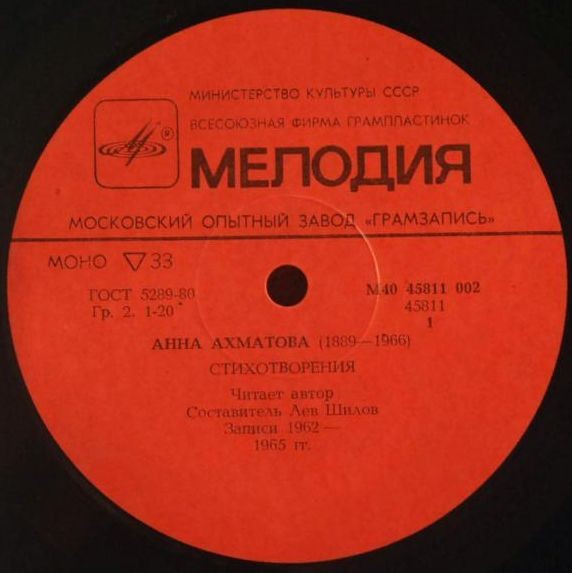 МИНИСТЕРСТВО КУЛЬТУРЫ СССР
ВСЕСОЮЗНАЯ ФИРМА ГРАМПЛАСТИНОК
®
МЕЛОДИЯ
МОСКОВСКИЙ ОПЫТНЫЙ ЗАВОД «ГРАМЗАПИСЬ»
МОНО ▽ 33
ГОСТ 5289-80
Гр. 2. 1-20
М40 45811 002
45811
1
АННА АХМАТОВА (1889—1966)
СТИХОТВОРЕНИЯ
Читает автор
Составитель Лев Шилов
Записи 1962 —
1965 гг.